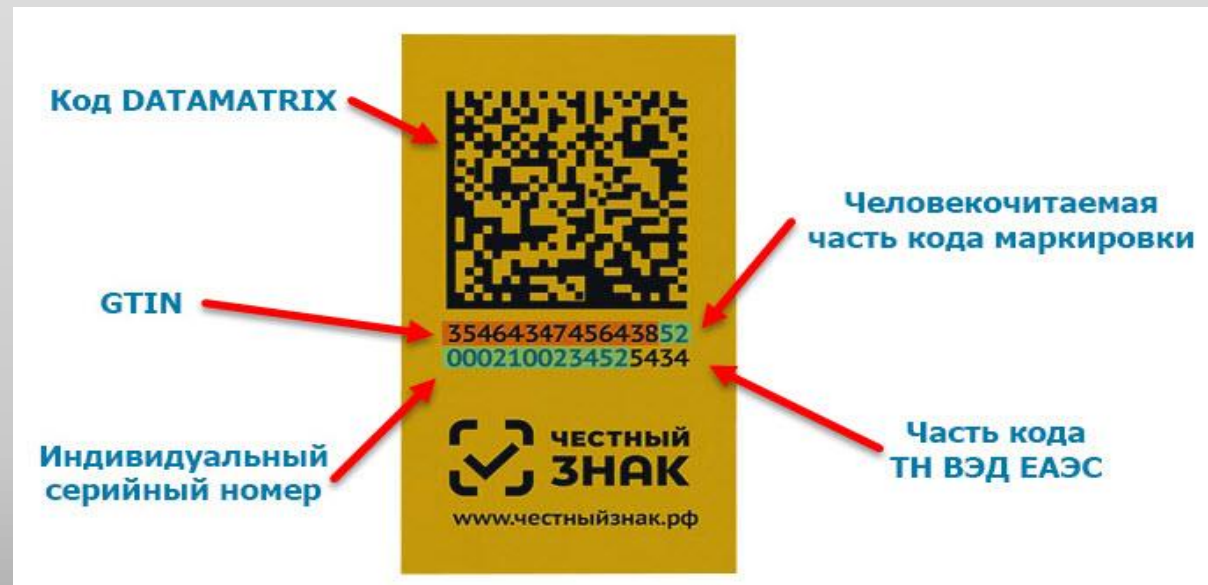 Код DATAMATRIX
Человекочитаемая
часть кода маркировки
GTIN
3546434745643852
0002100234525434
Индивидуальный
серийный номер
ЧЕСТНЫЙ
ЗНАК
Часть кода
ТН ВЭД ЕАЭС
www.честныйзнак.рф